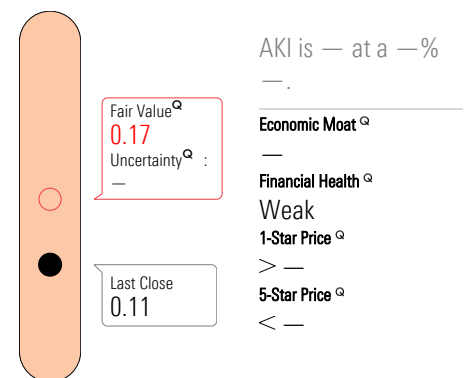 Fair Value Q
0.17
Uncertainty Q :
—
Last Close
0.11
AKI is — at a —%
—.
Economic Moat Q
—
Financial Health Q
Weak
1-Star Price Q
> —
5-Star Price Q
< —